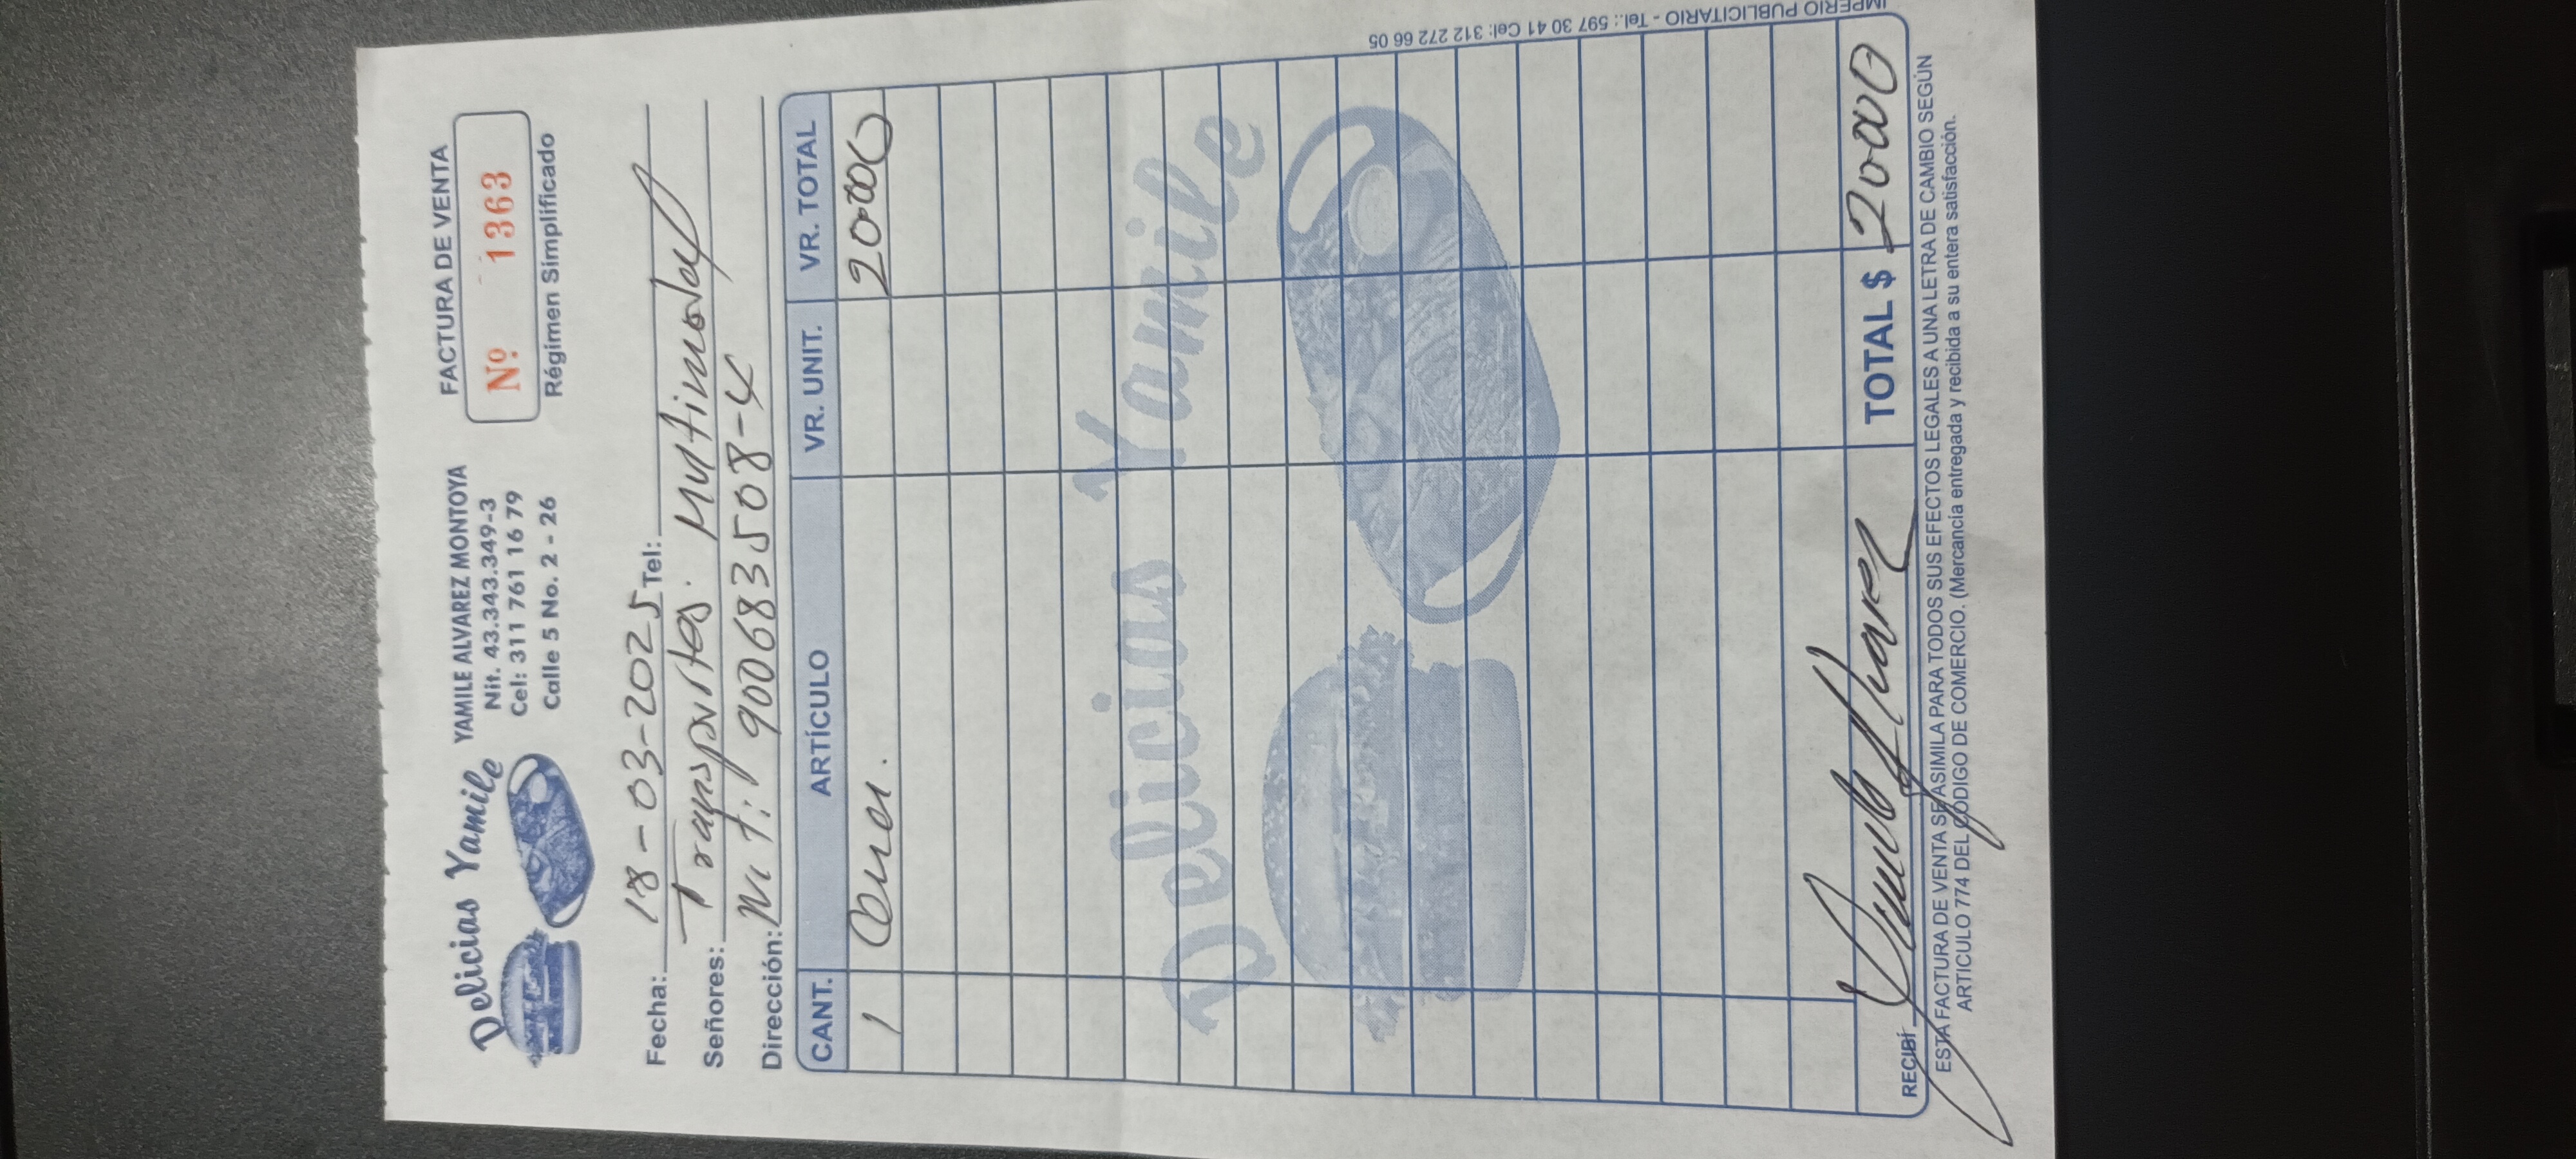 Delicias Yamile
YAMILE ALVAREZ MONTOYA
Nit. 43.343.349-3
Cel: 311 761 16 79
Calle 5 No. 2 - 26
FACTURA DE VENTA
Nº 1363
Régimen Simplificado
Fecha: 18-03-2025 Tel:
Señores: Transportes Multimodal
Dirección: Nit: 900683508-4
CANT. ARTÍCULO VR. UNIT. VR. TOTAL
1 Cena. 20000
Delicias Yamile
RECIBÍ Alvarez TOTAL $ 20000
ESTA FACTURA DE VENTA SE ASIMILA PARA TODOS SUS EFECTOS LEGALES A UNA LETRA DE CAMBIO SEGÚN
ARTICULO 774 DEL CÓDIGO DE COMERCIO. (Mercancía entregada y recibida a su entera satisfacción.
IMPERIO PUBLICITARIO - Tel.: 597 30 41 Cel: 312 272 66 05